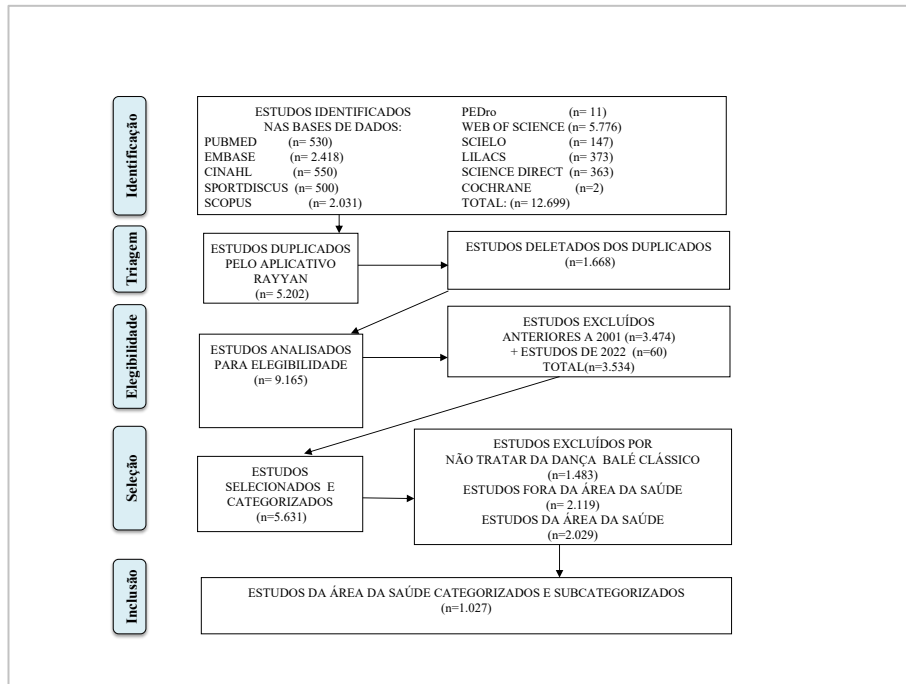 Identificação
ESTUDOS IDENTIFICADOS
NAS BASES DE DADOS:
PUBMED (n= 530)
EMBASE (n= 2.418)
CINAHL (n= 550)
SPORTDISCUS (n= 500)
SCOPUS (n= 2.031)
PEDro (n= 11)
WEB OF SCIENCE (n= 5.776)
SCIELO (n= 147)
LILACS (n= 373)
SCIENCE DIRECT (n= 363)
COCHRANE (n=2)
TOTAL: (n= 12.699)
Triagem
ESTUDOS DUPLICADOS
PELO APLICATIVO
RAYYAN
(n= 5.202)
ESTUDOS DELETADOS DOS DUPLICADOS
(n=1.668)
Elegibilidade
ESTUDOS ANALISADOS
PARA ELEGIBILIDADE
(n= 9.165)
ESTUDOS EXCLUÍDOS
ANTERIORES A 2001 (n=3.474)
+ ESTUDOS DE 2022 (n=60)
TOTAL(n=3.534)
Seleção
ESTUDOS
SELECIONADOS E
CATEGORIZADOS
(n=5.631)
ESTUDOS EXCLUÍDOS POR
NÃO TRATAR DA DANÇA BALÉ CLÁSSICO
(n=1.483)
ESTUDOS FORA DA ÁREA DA SAÚDE
(n= 2.119)
ESTUDOS DA ÁREA DA SAÚDE
(n=2.029)
Inclusão
ESTUDOS DA ÁREA DA SAÚDE CATEGORIZADOS E SUBCATEGORIZADOS
(n=1.027)